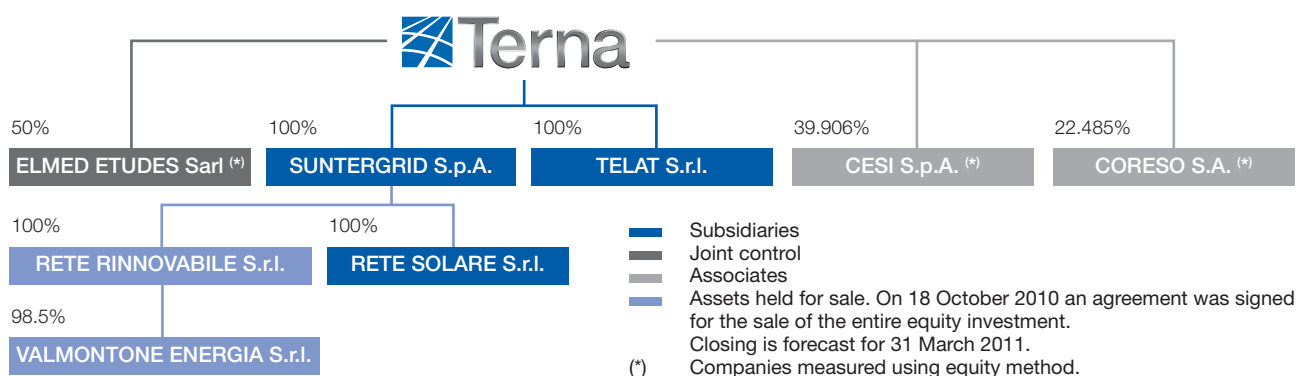 Terna
50%
100%
100%
39.906%
22.485%
ELMED ETUDES Sarl (*)
SUNTERGRID S.p.A.
TELAT S.r.l.
CESI S.p.A. (*)
CORESO S.A. (*)
100%
100%
RETE RINNOVABILE S.r.l.
RETE SOLARE S.r.l.
98.5%
VALMONTONE ENERGIA S.r.l.
Subsidiaries
Joint control
Associates
Assets held for sale. On 18 October 2010 an agreement was signed
for the sale of the entire equity investment.
Closing is forecast for 31 March 2011.
(*) Companies measured using equity method.